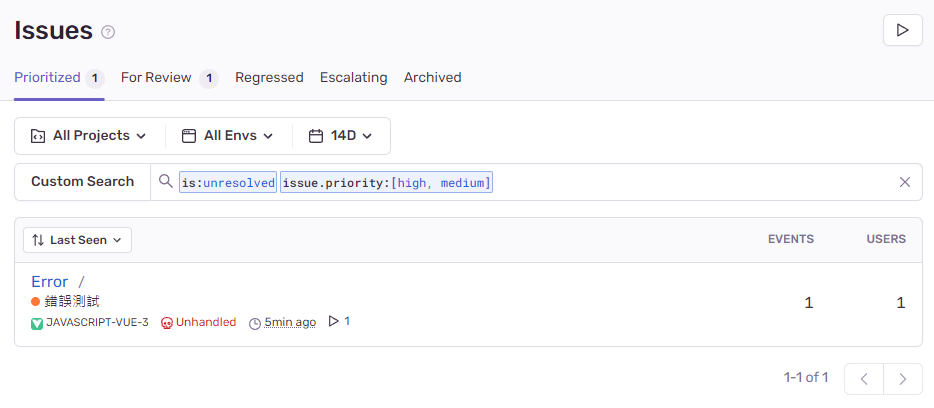 Issues ?
Prioritized 1 For Review 1 Regressed Escalating Archived
All Projects All Envs 14D
Custom Search is:unresolved issue.priority:[high, medium]
Last Seen EVENTS USERS
Error /
錯誤測試 1 1
JAVASCRIPT-VUE-3 Unhandled 5min ago 1
1-1 of 1